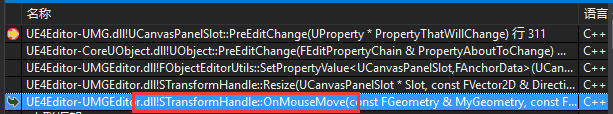 名称 语言
UE4Editor-UMG.dll!UCanvasPanelSlot::PreEditChange(UProperty * PropertyThatWillChange) 行 311 C++
UE4Editor-CoreUObject.dll!UObject::PreEditChange(FEditPropertyChain & PropertyAboutToChange) ... C++
UE4Editor-UMGEditor.dll!FObjectEditorUtils::SetPropertyValue<UCanvasPanelSlot,FAnchorData>(UCan... C++
UE4Editor-UMGEditor.dll!STransformHandle::Resize(UCanvasPanelSlot * Slot, const FVector2D & Directi... C++
UE4Editor-UMGEditor.dll!STransformHandle::OnMouseMove(const FGeometry & MyGeometry, const F... C++